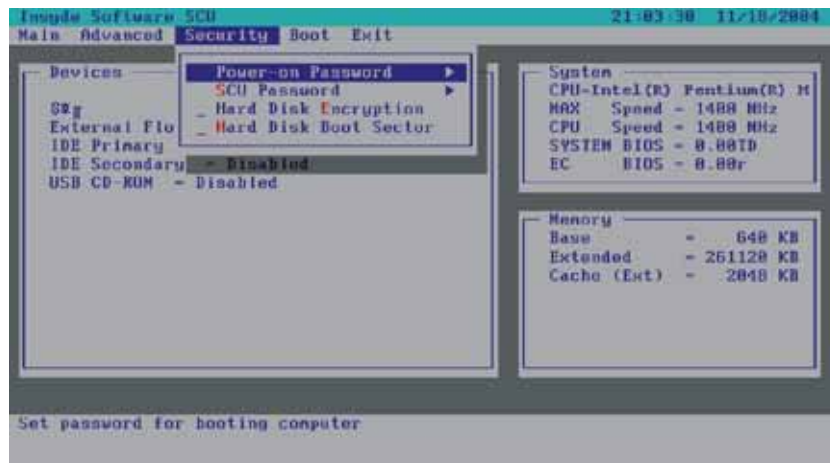 Insyde Software SCU 21:03:30 11/18/2004
Main Advanced Security Boot Exit
Devices
External Flo
IDE Primary
IDE Secondary = Disabled
USB CD-ROM = Disabled
Power-on Password
SCU Password
_ Hard Disk Encryption
_ Hard Disk Boot Sector
System
CPU-Intel(R) Pentium(R) M
MAX Speed = 1400 MHz
CPU Speed = 1400 MHz
SYSTEM BIOS = 0.00TD
EC BIOS = 0.00r
Memory
Base = 640 KB
Extended = 261120 KB
Cache (Ext) = 2048 KB
Set password for booting computer